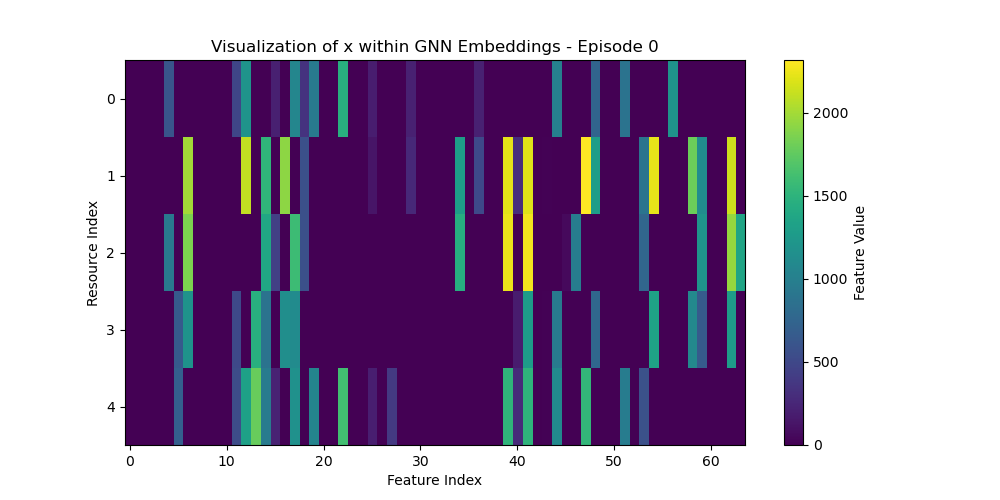 Visualization of x within GNN Embeddings - Episode 0
0
1
2
3
4
Resource Index
0 10 20 30 40 50 60
Feature Index
2000
1500
1000
500
0
Feature Value